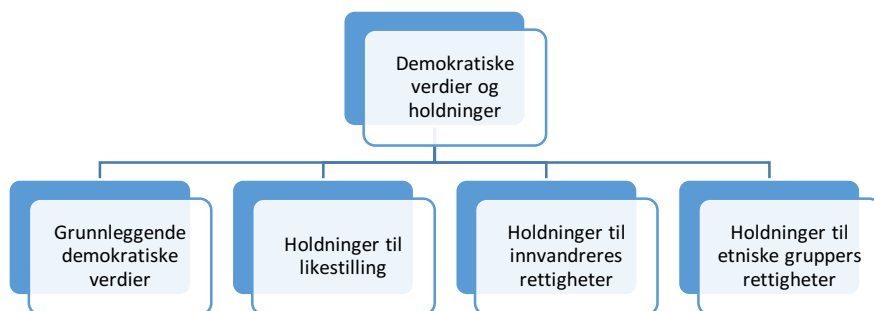 Demokratiske
verdier og
holdninger
Grunnleggende
demokratiske
verdier
Holdninger til
likestilling
Holdninger til
innvandreres
rettigheter
Holdninger til
etniske gruppers
rettigheter